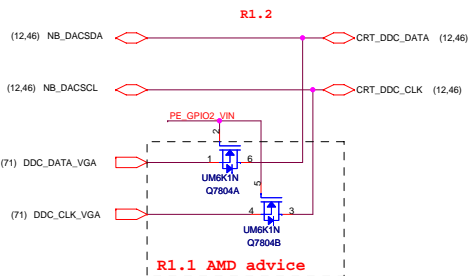 R1.2
(12,46) NB_DACSDA
CRT_DDC_DATA (12,46)
(12,46) NB_DACSCL
CRT_DDC_CLK (12,46)
PE_GPIO2_VIN
2
(71) DDC_DATA_VGA
1
6
UM6K1N
Q7804A
5
(71) DDC_CLK_VGA
4
3
UM6K1N
Q7804B
R1.1 AMD advice